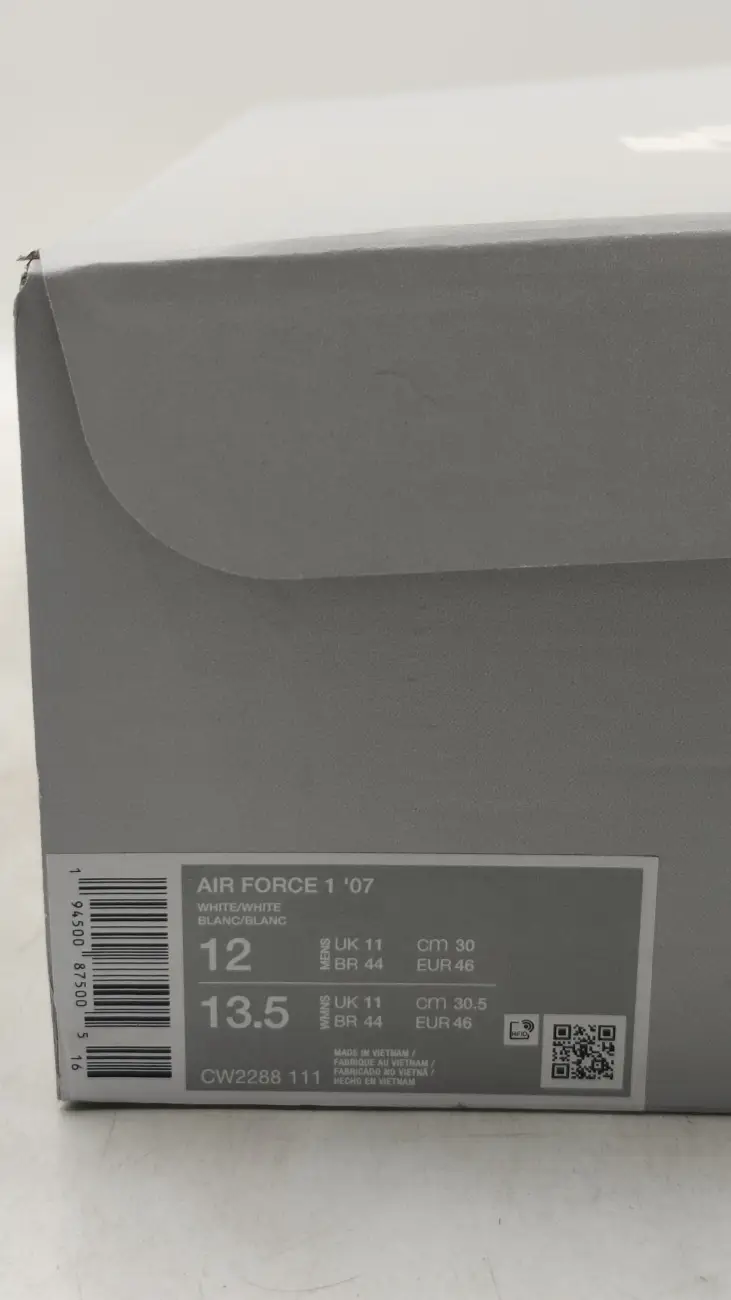 AIR FORCE 1 '07
WHITE/WHITE
BLANC/BLANC
12 MENS UK 11 cm 30
BR 44 EUR 46
13.5 WMNS UK 11 cm 30.5
BR 44 EUR 46
CW2288 111
MADE IN VIETNAM /
FABRIQUE AU VIETNAM /
FABRICADO NO VIETNÃ /
HECHO EN VIETNAM
RFID
1 94500 87500 5 16